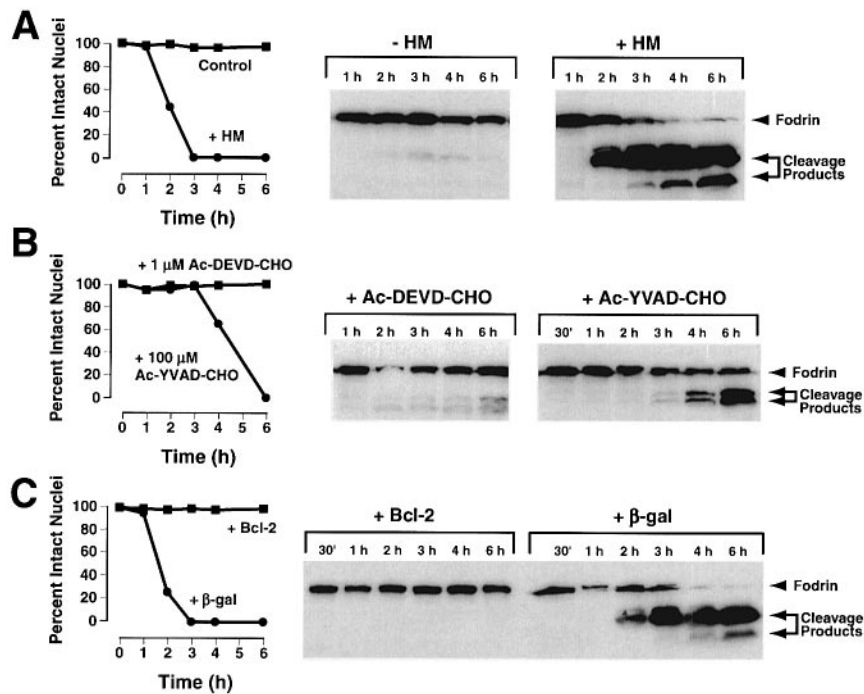 A
Percent Intact Nuclei
100
80
60
40
20
0
Control
+ HM
0 1 2 3 4 6
Time (h)
- HM
1 h 2 h 3 h 4 h 6 h
+ HM
1 h 2 h 3 h 4 h 6 h
Fodrin
Cleavage
Products
B
Percent Intact Nuclei
100
80
60
40
20
0
+ 1 μM Ac-DEVD-CHO
+ 100 μM
Ac-YVAD-CHO
0 1 2 3 4 6
Time (h)
+ Ac-DEVD-CHO
1 h 2 h 3 h 4 h 6 h
+ Ac-YVAD-CHO
30' 1 h 2 h 3 h 4 h 6 h
Fodrin
Cleavage
Products
C
Percent Intact Nuclei
100
80
60
40
20
0
+ Bcl-2
+ β-gal
0 1 2 3 4 6
Time (h)
+ Bcl-2
30' 1 h 2 h 3 h 4 h 6 h
+ β-gal
30' 1 h 2 h 3 h 4 h 6 h
Fodrin
Cleavage
Products